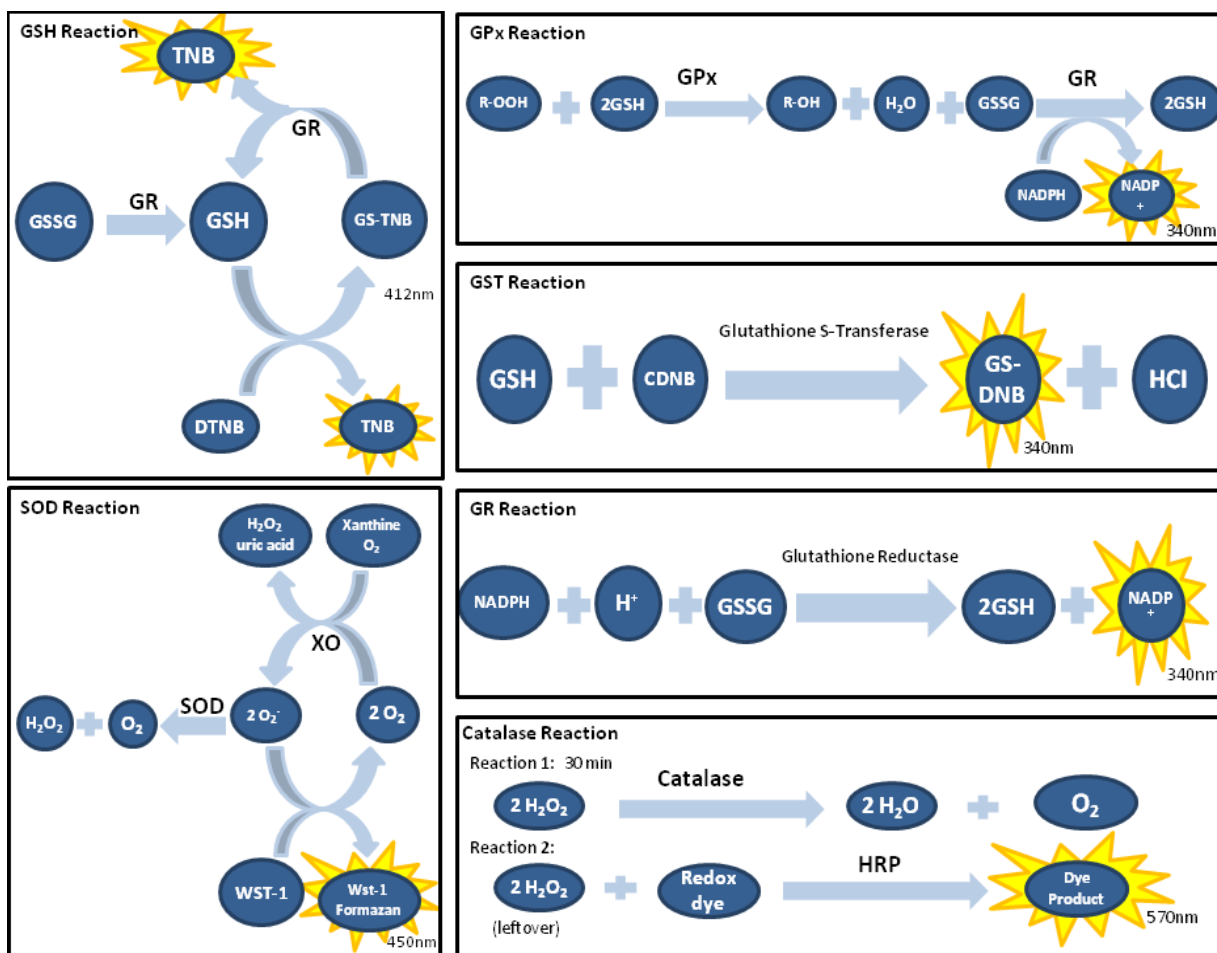 GSH Reaction
TNB
GR
GR
GSSG
GSH
GS-TNB
412nm
DTNB
TNB
GPx Reaction
GPx
GR
R-OOH
2GSH
R-OH
H₂O
GSSG
2GSH
NADPH
NADP
+
340nm
GST Reaction
Glutathione S-Transferase
GSH
CDNB
GS-
DNB
HCl
340nm
SOD Reaction
H₂O₂
uric acid
Xanthine
O₂
XO
SOD
H₂O₂
O₂
2 O₂⁻
2 O₂
WST-1
Wst-1
Formazan
450nm
GR Reaction
Glutathione Reductase
NADPH
H⁺
GSSG
2GSH
NADP
+
340nm
Catalase Reaction
Reaction 1: 30 min
Catalase
2 H₂O₂
2 H₂O
O₂
Reaction 2:
HRP
2 H₂O₂
Redox
dye
Dye
Product
(left over)
570nm